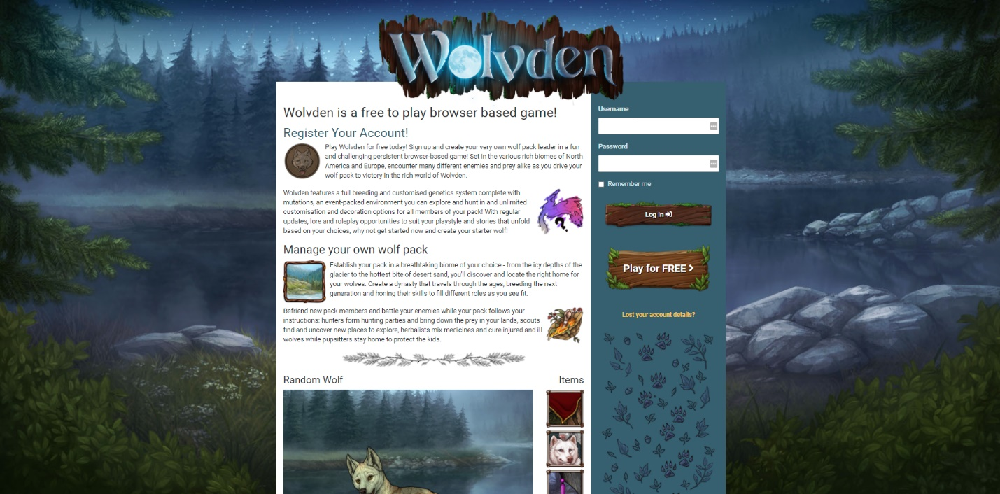 Wolvden
Wolvden is a free to play browser based game!
Register Your Account!
Play Wolvden for free today! Sign up and create your very own wolf pack leader in a fun
and challenging persistent browser-based game! Set in the various rich biomes of North
America and Europe, encounter many different enemies and prey alike as you drive your
wolf pack to victory in the rich world of Wolvden.
Wolvden features a full breeding and customised genetics system complete with
mutations, an event-packed environment you can explore and hunt in and unlimited
customisation and decoration options for all members of your pack! With regular
updates, lore and roleplay opportunities to suit your playstyle and stories that unfold
based on your choices, why not get started now and create your starter wolf!
?
Manage your own wolf pack
Establish your pack in a breathtaking biome of your choice - from the icy depths of the
glacier to the hottest bite of desert sand, you'll discover and locate the right home for
your wolves. Create a dynasty that travels through the ages, breeding the next
generation and honing their skills to fill different roles as you see fit.
Befriend new pack members and battle your enemies while your pack follows your
instructions: hunters form hunting parties and bring down the prey in your lands, scouts
find and uncover new places to explore, herbalists mix medicines and cure injured and ill
wolves while pupsitters stay home to protect the kids.
Random Wolf
Items
Username
Password
Remember me
Log in
Play for FREE
Lost your account details?